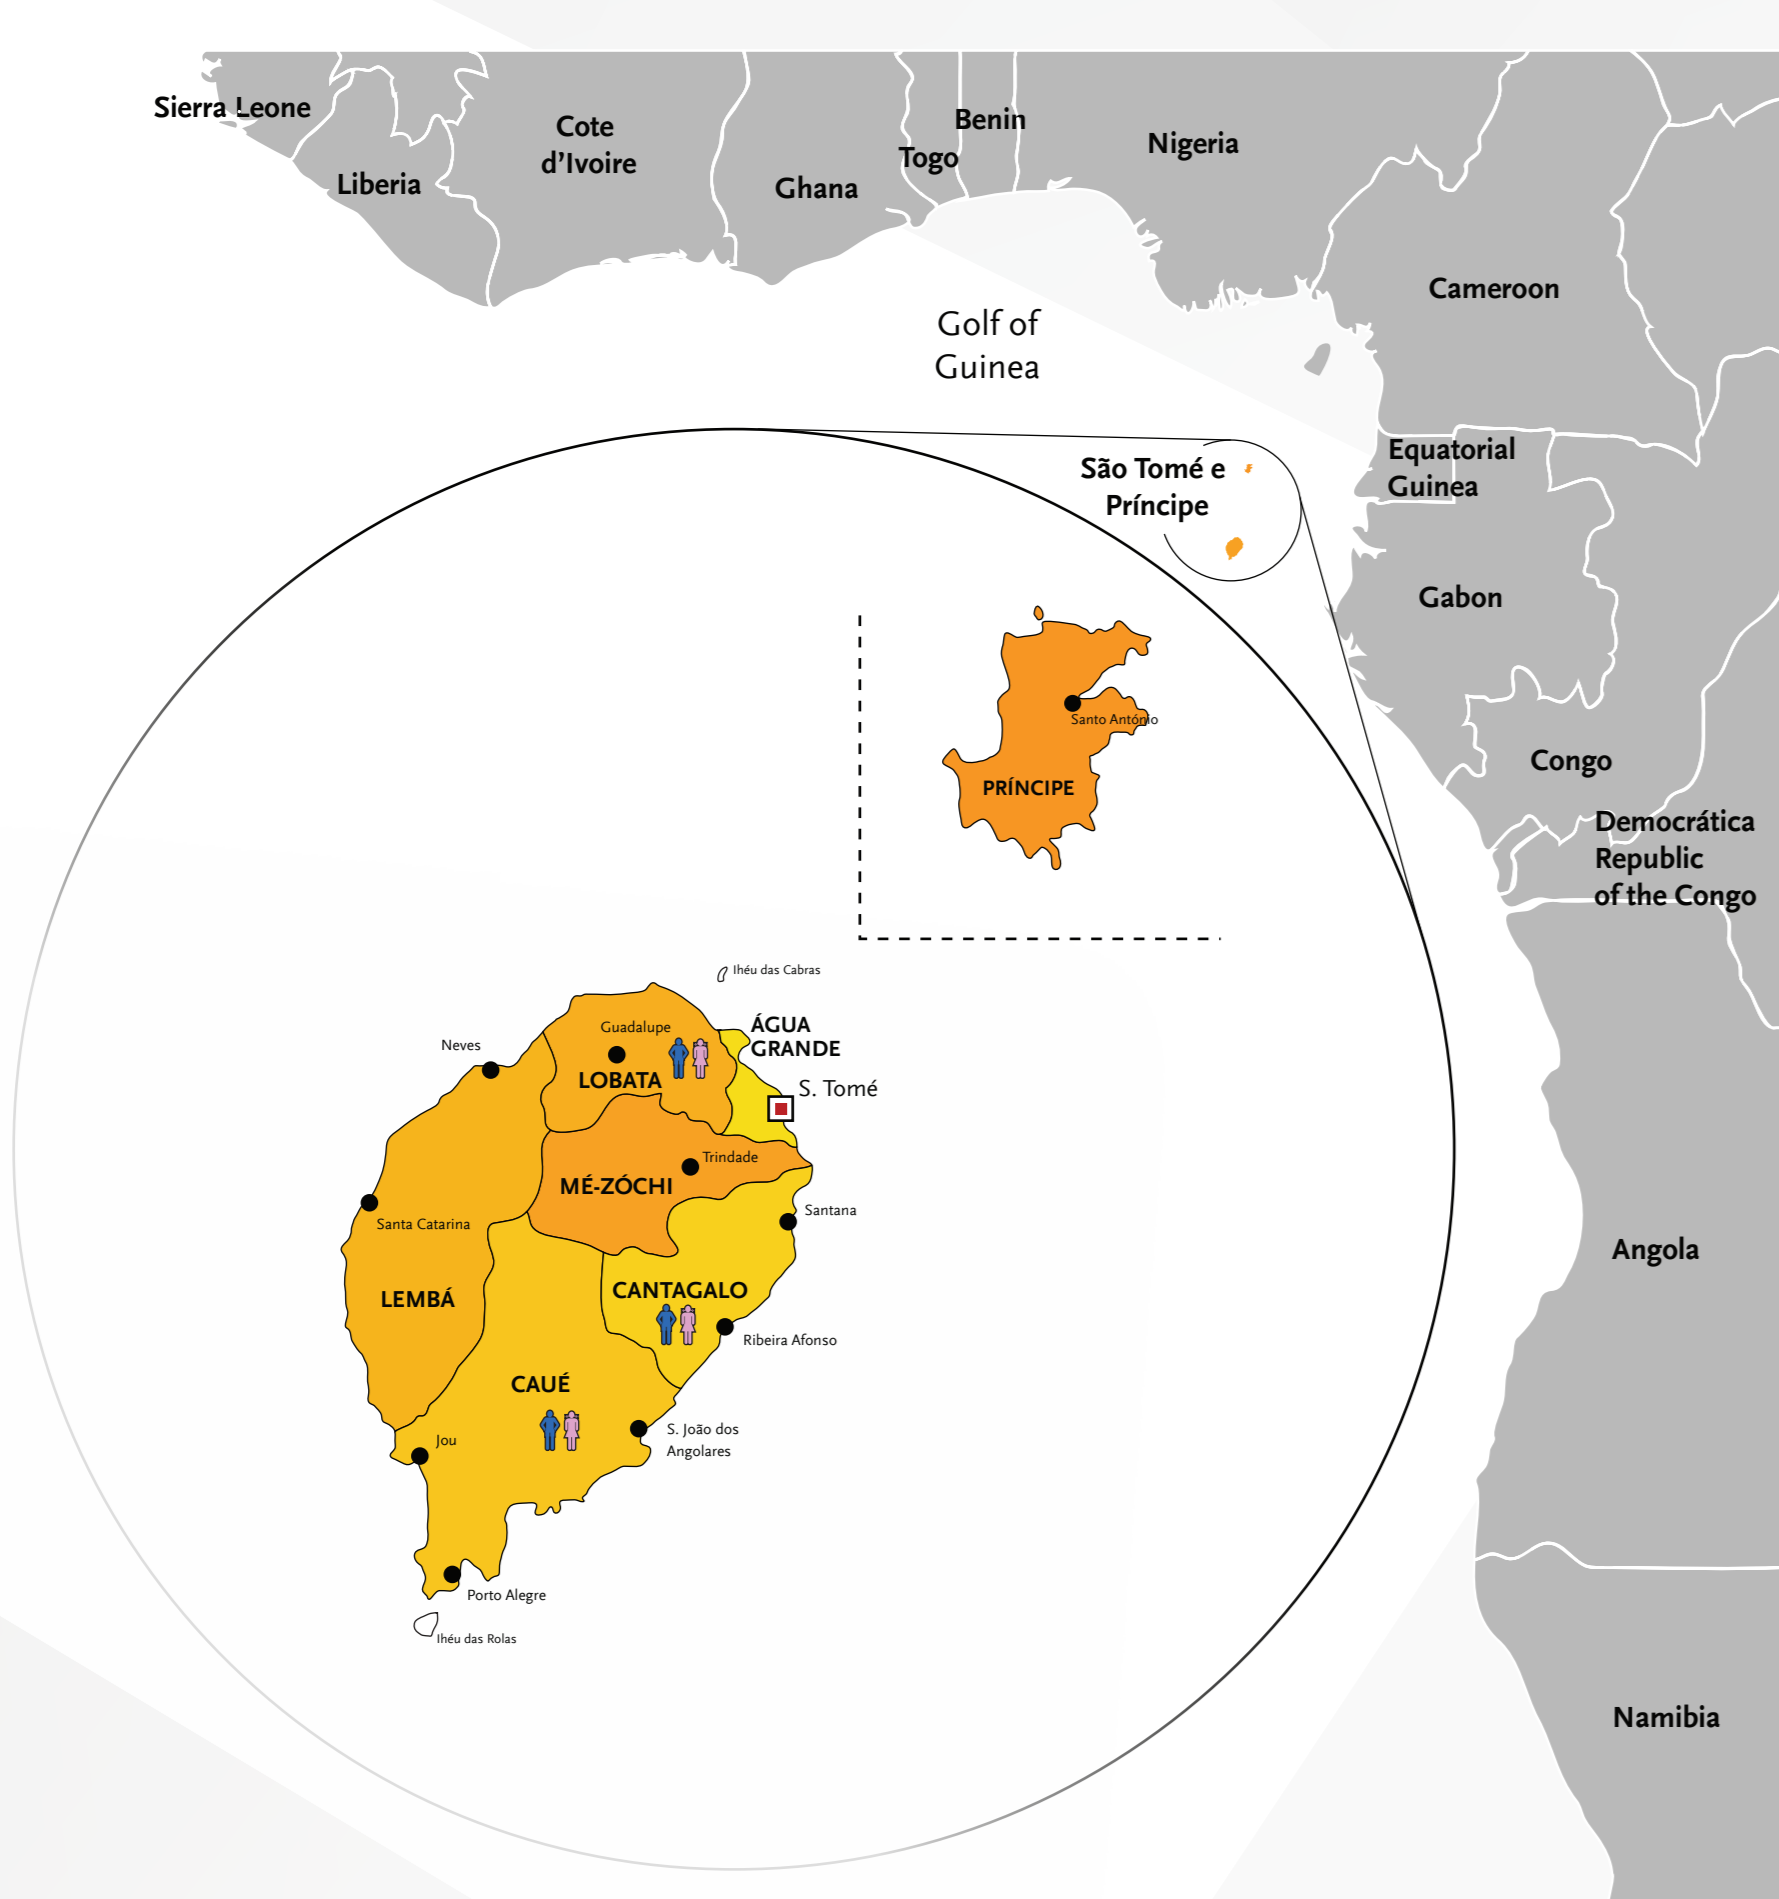 Sierra Leone
Liberia
Cote
d’Ivoire
Ghana
Togo
Benin
Nigeria
Cameroon
Golf of
Guinea
São Tomé e
Príncipe
Equatorial
Guinea
Gabon
Congo
Democrática
Republic
of the Congo
Angola
Namibia
Santo António
PRÍNCIPE
Ihéu das Cabras
Guadalupe
LOBATA
ÁGUA
GRANDE
Neves
S. Tomé
Trindade
MÉ-ZÓCHI
Santana
Santa Catarina
LEMBÁ
CANTAGALO
Ribeira Afonso
CAUÉ
S. João dos
Angolares
Jou
Porto Alegre
Ihéu das Rolas